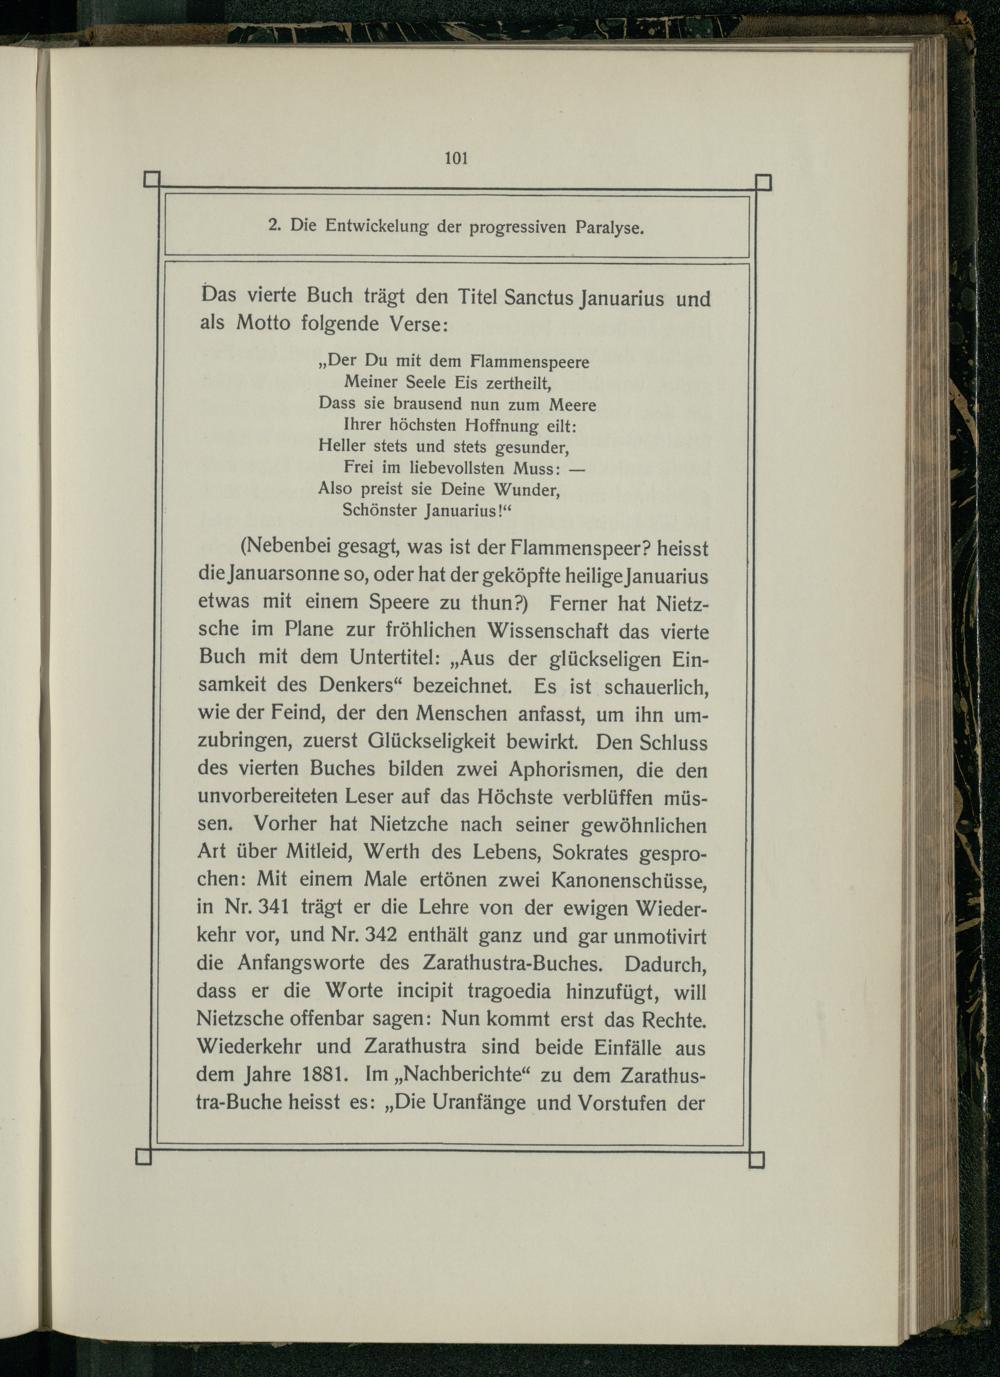 101
2. Die Entwickelung der progressiven Paralyse.
Das vierte Buch trägt den Titel Sanctus Januarius und
als Motto folgende Verse:
„Der Du mit dem Flammenspeere
Meiner Seele Eis zertheilt,
Dass sie brausend nun zum Meere
Ihrer höchsten Hoffnung eilt:
Heller stets und stets gesunder,
Frei im liebevollsten Muss: —
Also preist sie Deine Wunder,
Schönster Januarius!“
(Nebenbei gesagt, was ist der Flammenspeer? heisst
die Januarsonne so, oder hat der geköpfte heilige Januarius
etwas mit einem Speere zu thun?) Ferner hat Nietz-
sche im Plane zur fröhlichen Wissenschaft das vierte
Buch mit dem Untertitel: „Aus der glückseligen Ein-
samkeit des Denkers“ bezeichnet. Es ist schauerlich,
wie der Feind, der den Menschen anfasst, um ihn um-
zubringen, zuerst Glückseligkeit bewirkt. Den Schluss
des vierten Buches bilden zwei Aphorismen, die den
unvorbereiteten Leser auf das Höchste verblüffen müs-
sen. Vorher hat Nietzche nach seiner gewöhnlichen
Art über Mitleid, Werth des Lebens, Sokrates gespro-
chen: Mit einem Male ertönen zwei Kanonenschüsse,
in Nr. 341 trägt er die Lehre von der ewigen Wieder-
kehr vor, und Nr. 342 enthält ganz und gar unmotivirt
die Anfangsworte des Zarathustra-Buches. Dadurch,
dass er die Worte incipit tragoedia hinzufügt, will
Nietzsche offenbar sagen: Nun kommt erst das Rechte.
Wiederkehr und Zarathustra sind beide Einfälle aus
dem Jahre 1881. Im „Nachberichte“ zu dem Zarathus-
tra-Buche heisst es: „Die Uranfänge und Vorstufen der